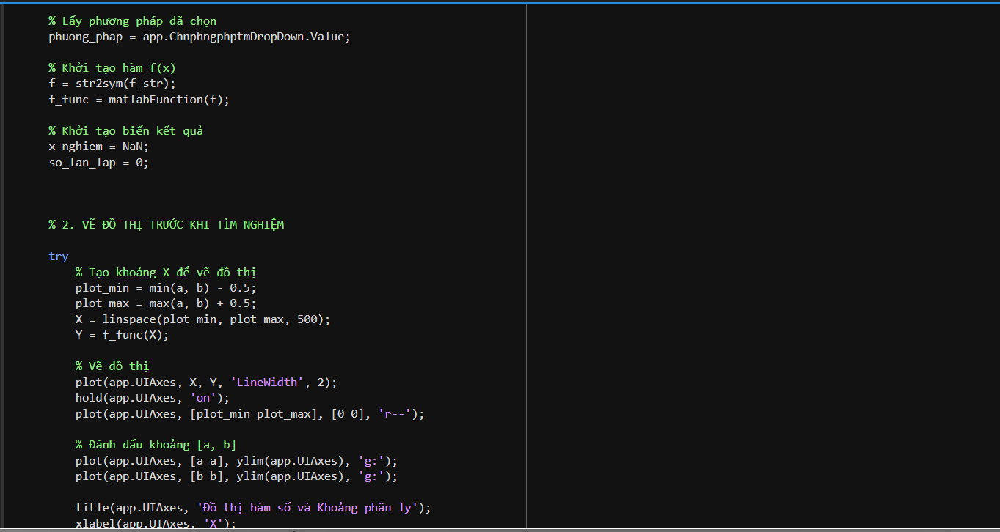 % Lấy phương pháp đã chọn
phuong_phap = app.ChnphngphptmDropDown.Value;
% Khởi tạo hàm f(x)
f = str2sym(f_str);
f_func = matlabFunction(f);
% Khởi tạo biến kết quả
x_nghiem = NaN;
so_lan_lap = 0;
% 2. VẼ ĐỒ THỊ TRƯỚC KHI TÌM NGHIỆM
try
% Tạo khoảng X để vẽ đồ thị
plot_min = min(a, b) - 0.5;
plot_max = max(a, b) + 0.5;
X = linspace(plot_min, plot_max, 500);
Y = f_func(X);
% Vẽ đồ thị
plot(app.UIAxes, X, Y, 'LineWidth', 2);
hold(app.UIAxes, 'on');
plot(app.UIAxes, [plot_min plot_max], [0 0], 'r--');
% Đánh dấu khoảng [a, b]
plot(app.UIAxes, [a a], ylim(app.UIAxes), 'g:');
plot(app.UIAxes, [b b], ylim(app.UIAxes), 'g:');
title(app.UIAxes, 'Đồ thị hàm số và Khoảng phân ly');
xlabel(app.UIAxes, 'X');